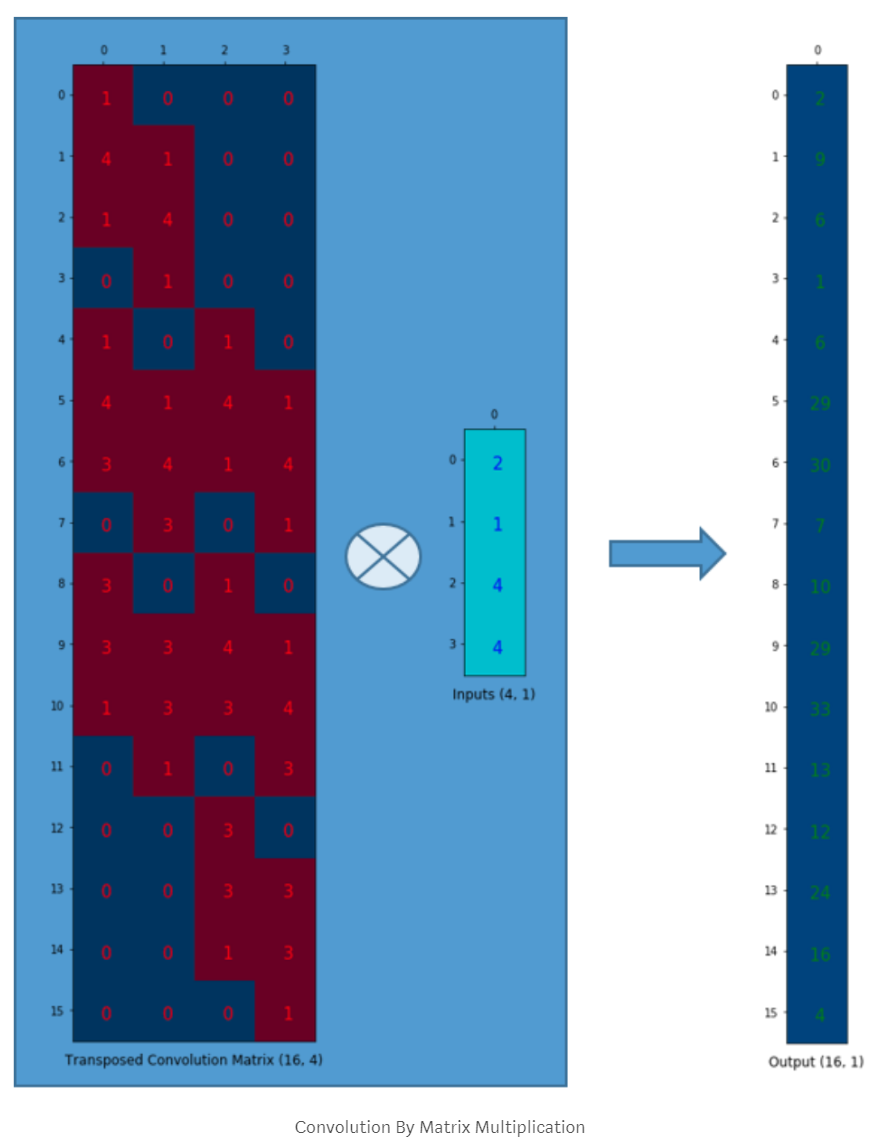 0 1 2 3
0 1 0 0 0
1 4 1 0 0
2 1 4 0 0
3 0 1 0 0
4 1 0 1 0
5 4 1 4 1
6 3 4 1 4
7 0 3 0 1
8 3 0 1 0
9 3 3 4 1
10 1 3 3 4
11 0 1 0 3
12 0 0 3 0
13 0 0 3 3
14 0 0 1 3
15 0 0 0 1
Transposed Convolution Matrix (16, 4)
0
0 2
1 1
2 4
3 4
Inputs (4, 1)
0
0 2
1 9
2 6
3 1
4 6
5 29
6 30
7 7
8 10
9 29
10 33
11 13
12 12
13 24
14 16
15 4
Output (16, 1)
Convolution By Matrix Multiplication